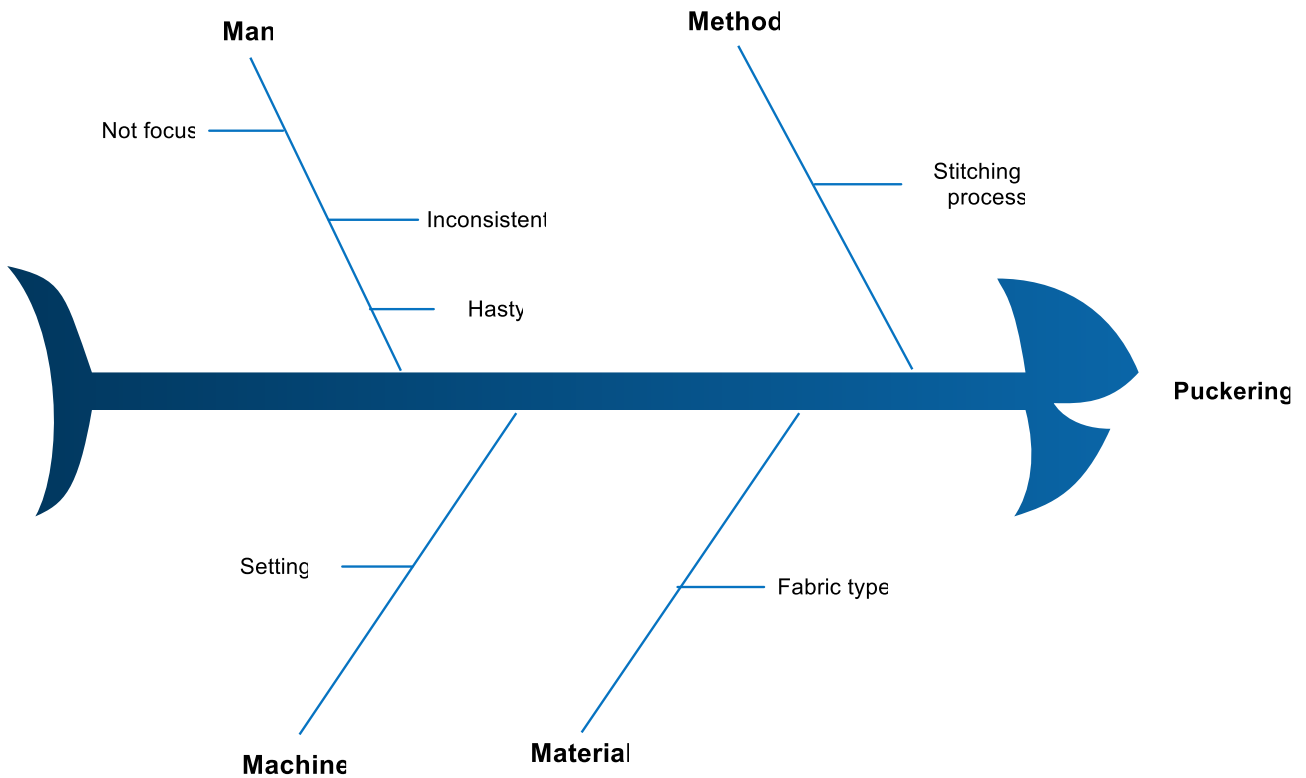 Man
Method
Not focus
Stitching
process
Inconsistent
Hasty
Puckering
Setting
Fabric type
Material
Machine